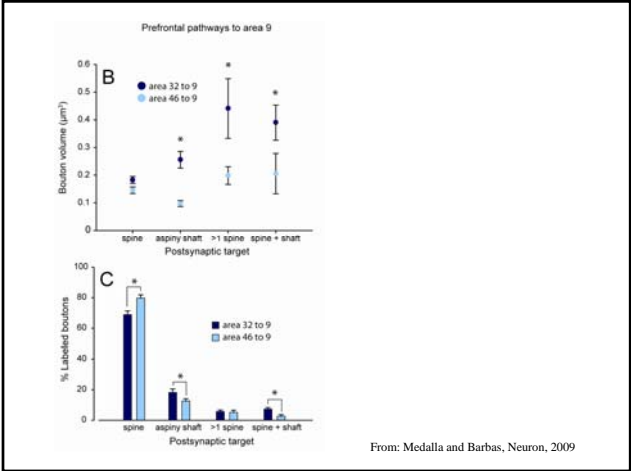 Prefrontal pathways to area 9
B
area 32 to 9
area 46 to 9
*
*
*
0.6
0.5
0.4
0.3
0.2
0.1
0
Bouton volume (μm³)
spine aspiny shaft >1 spine spine + shaft
Postsynaptic target
C
100
80
60
40
20
0
% Labeled boutons
*
*
*
area 32 to 9
area 46 to 9
spine aspiny shaft >1 spine spine + shaft
Postsynaptic target
From: Medalla and Barbas, Neuron, 2009